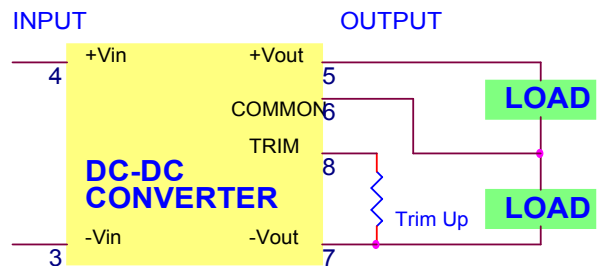 INPUT
OUTPUT
+Vin
+Vout
4
5
LOAD
COMMON
6
TRIM
8
DC-DC
CONVERTER
Trim Up
LOAD
-Vin
-Vout
3
7